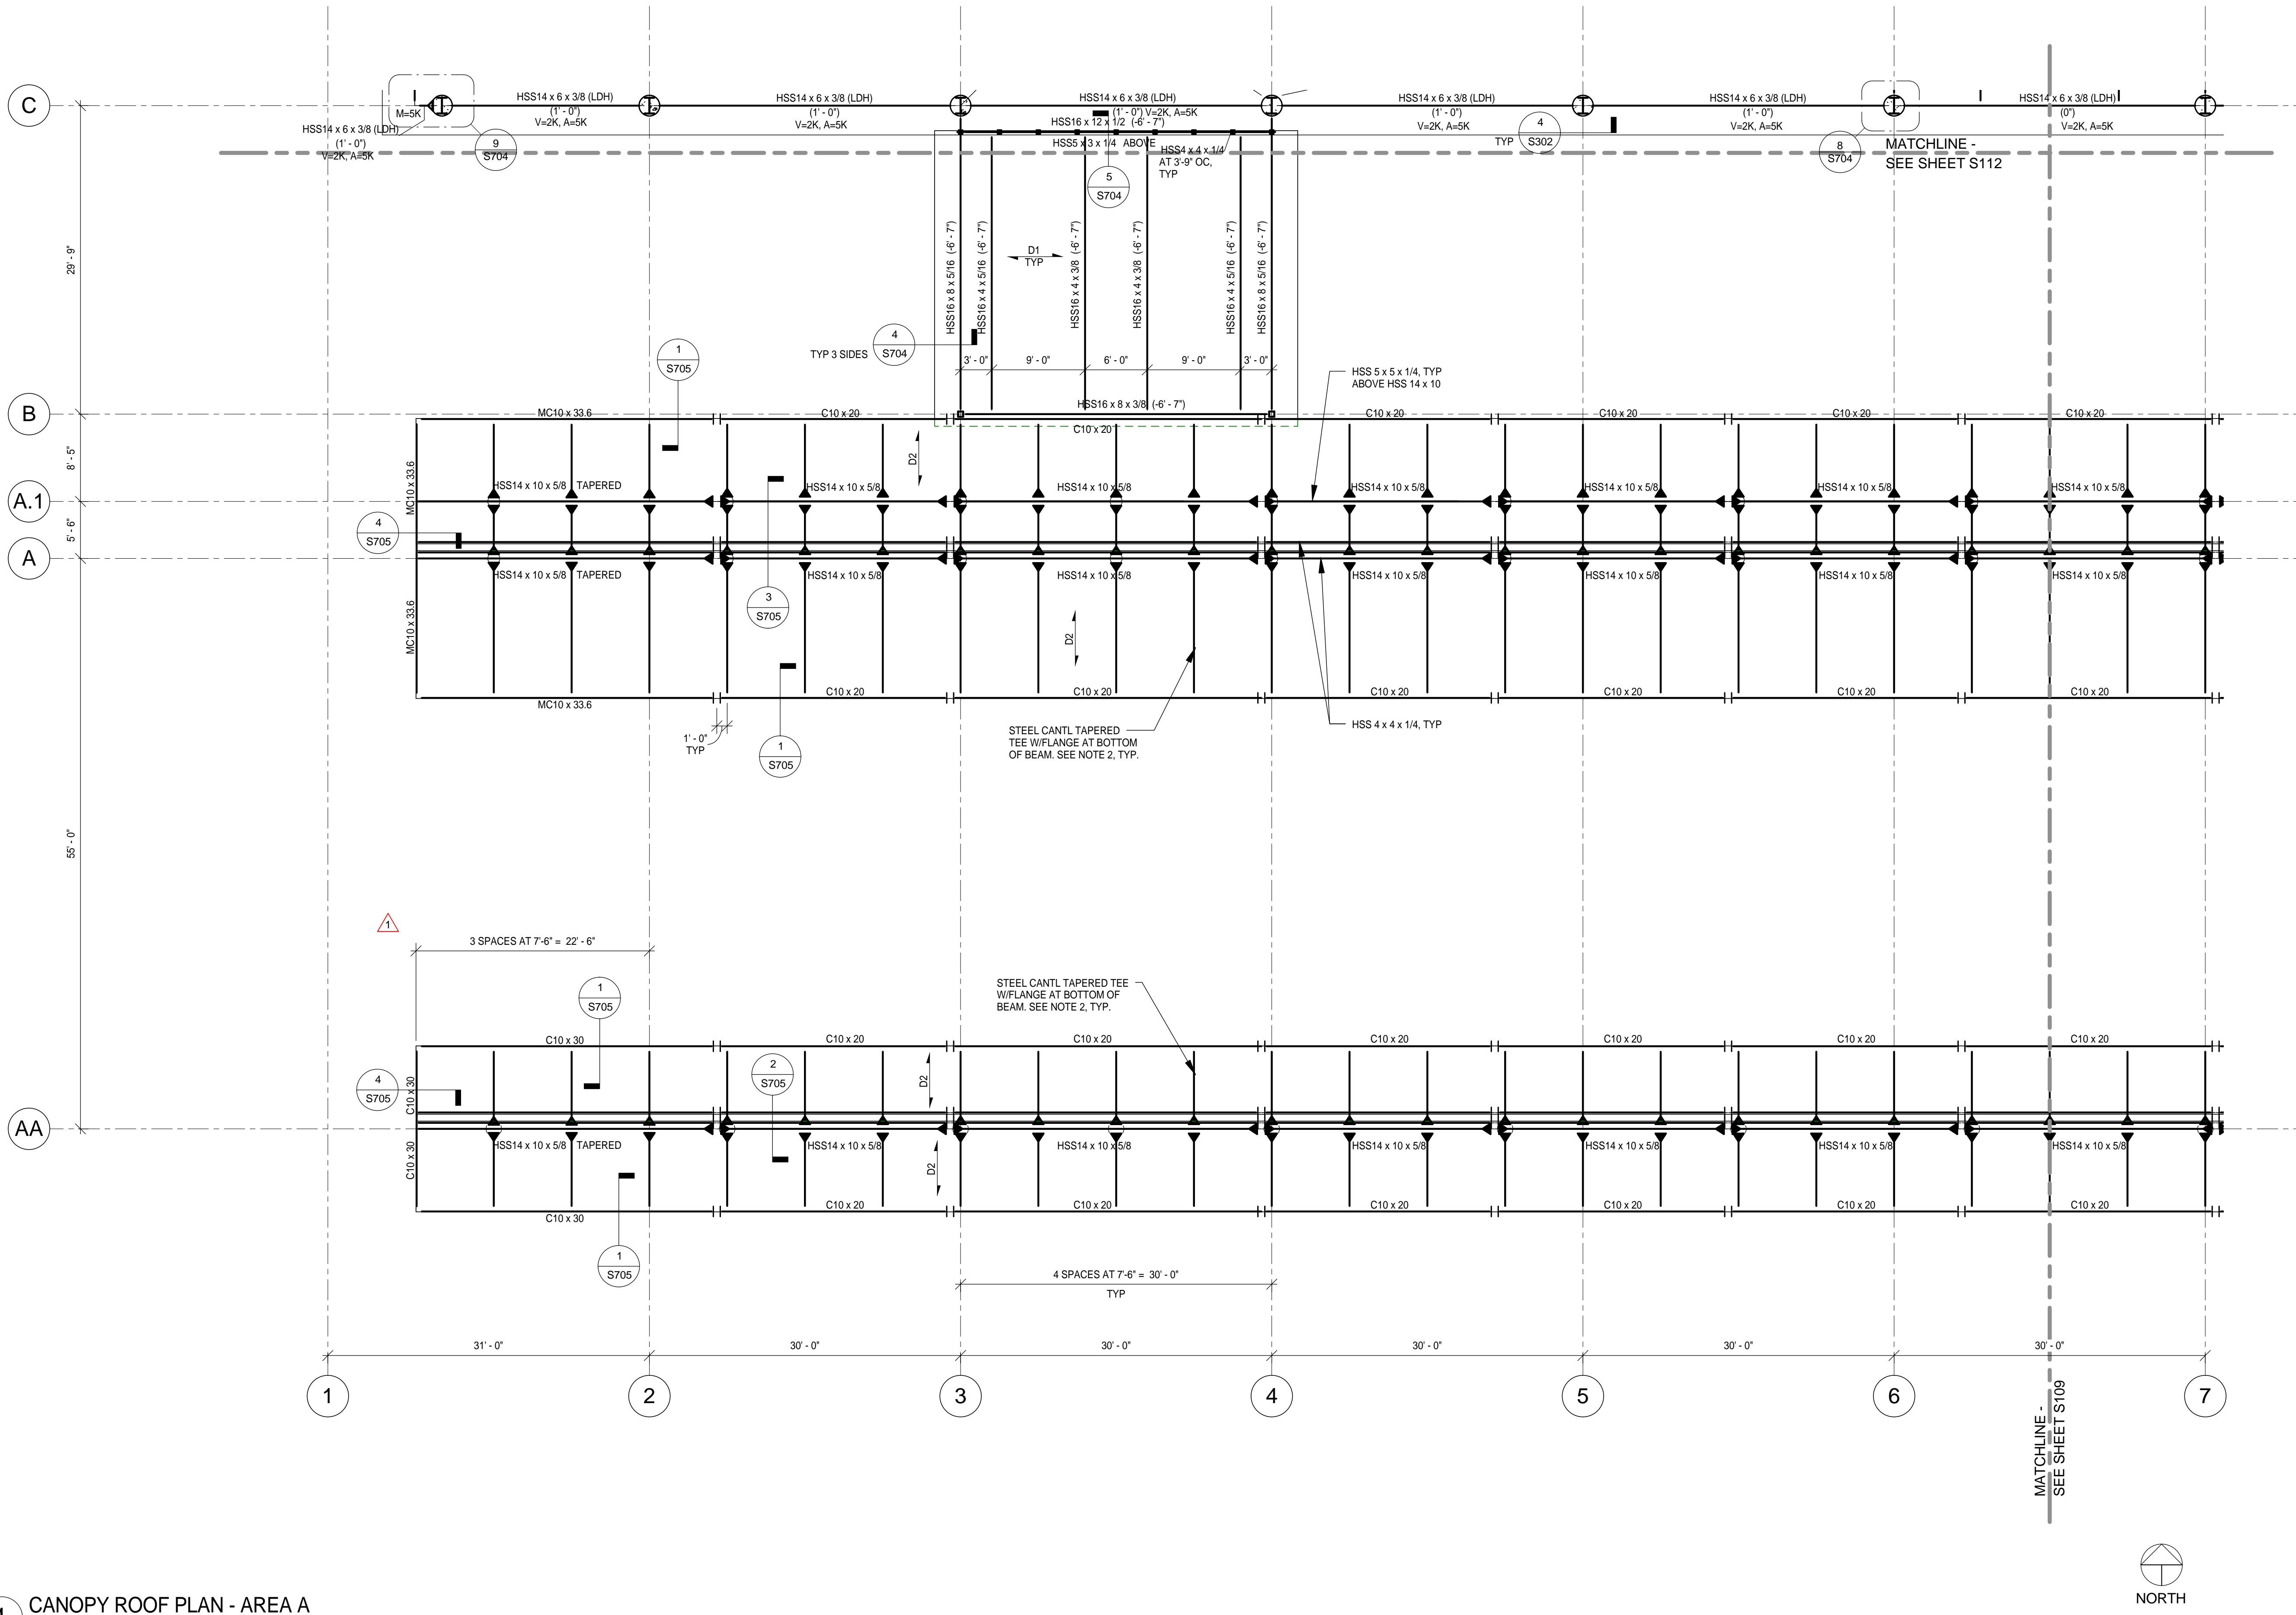 C
M=5K
HSS14 x 6 x 3/8 (LDH)
(1' - 0")
V=2K, A=5K
HSS14 x 6 x 3/8 (LDH)
(1' - 0")
V=2K, A=5K
HSS14 x 6 x 3/8 (LDH)
(1' - 0")
V=2K, A=5K
HSS14 x 6 x 3/8 (LDH)
(1' - 0") V=2K, A=5K
HSS16 x 12 x 1/2 (-6' - 7")
HSS5 x 3 x 1/4 ABOVE
HSS4 x 4 x 1/4
AT 3'-9" OC,
TYP
HSS14 x 6 x 3/8 (LDH)
(1' - 0")
V=2K, A=5K
HSS14 x 6 x 3/8 (LDH)
(1' - 0")
V=2K, A=5K
HSS14 x 6 x 3/8 (LDH)
(0")
V=2K, A=5K
9
S704
5
S704
TYP
4
S302
8
S704
MATCHLINE -
SEE SHEET S112
29' - 9"
HSS16 x 8 x 5/16 (-6' - 7")
HSS16 x 4 x 5/16 (-6' - 7")
D1
TYP
HSS16 x 4 x 3/8 (-6' - 7")
HSS16 x 4 x 3/8 (-6' - 7")
HSS16 x 4 x 5/16 (-6' - 7")
HSS16 x 8 x 5/16 (-6' - 7")
TYP 3 SIDES
4
S704
1
S705
3' - 0"
9' - 0"
6' - 0"
9' - 0"
3' - 0"
HSS 5 x 5 x 1/4, TYP
ABOVE HSS 14 x 10
B
MC10 x 33.6
C10 x 20
HSS16 x 8 x 3/8 (-6' - 7")
C10 x 20
C10 x 20
C10 x 20
C10 x 20
C10 x 20
8' - 5"
MC10 x 33.6
D2
A.1
HSS14 x 10 x 5/8
TAPERED
HSS14 x 10 x 5/8
HSS14 x 10 x 5/8
HSS14 x 10 x 5/8
HSS14 x 10 x 5/8
HSS14 x 10 x 5/8
HSS14 x 10 x 5/8
5' - 6"
4
S705
A
HSS14 x 10 x 5/8
TAPERED
HSS14 x 10 x 5/8
HSS14 x 10 x 5/8
HSS14 x 10 x 5/8
HSS14 x 10 x 5/8
HSS14 x 10 x 5/8
HSS14 x 10 x 5/8
MC10 x 33.6
3
S705
D2
MC10 x 33.6
C10 x 20
C10 x 20
C10 x 20
C10 x 20
C10 x 20
C10 x 20
1' - 0"
TYP
1
S705
STEEL CANTL TAPERED
TEE W/FLANGE AT BOTTOM
OF BEAM. SEE NOTE 2, TYP.
HSS 4 x 4 x 1/4, TYP
55' - 0"
1
3 SPACES AT 7'-6" = 22' - 6"
1
S705
STEEL CANTL TAPERED TEE
W/FLANGE AT BOTTOM OF
BEAM. SEE NOTE 2, TYP.
C10 x 30
C10 x 20
C10 x 20
C10 x 20
C10 x 20
C10 x 20
C10 x 20
4
S705
C10 x 30
2
S705
D2
AA
HSS14 x 10 x 5/8
TAPERED
HSS14 x 10 x 5/8
HSS14 x 10 x 5/8
HSS14 x 10 x 5/8
HSS14 x 10 x 5/8
HSS14 x 10 x 5/8
HSS14 x 10 x 5/8
C10 x 30
D2
C10 x 30
C10 x 20
C10 x 20
C10 x 20
C10 x 20
C10 x 20
C10 x 20
1
S705
4 SPACES AT 7'-6" = 30' - 0"
TYP
31' - 0"
30' - 0"
30' - 0"
30' - 0"
30' - 0"
30' - 0"
1
2
3
4
5
6
7
MATCHLINE -
SEE SHEET S109
NORTH
CANOPY ROOF PLAN - AREA A